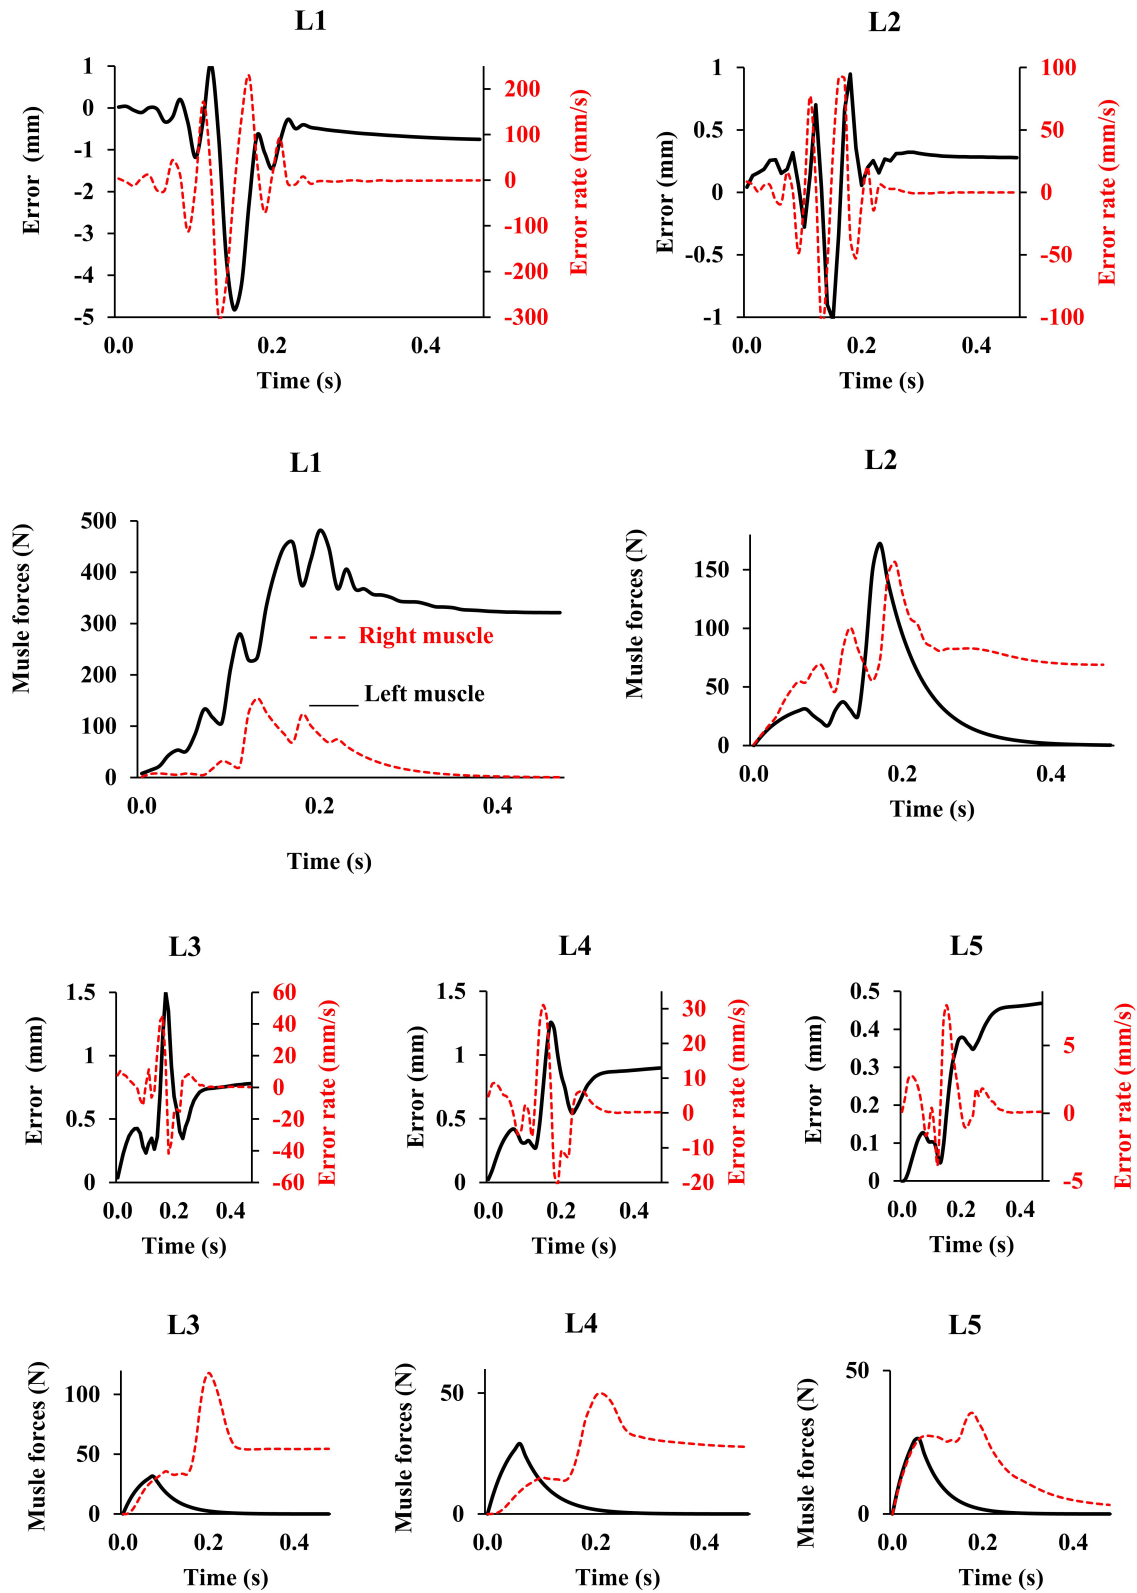 L1
L2
Error (mm)
1
0
-1
-2
-3
-4
-5
200
100
0
-100
-200
-300
Error rate (mm/s)
0.0 0.2 0.4
Time (s)
Error (mm)
1
0.5
0
-0.5
-1
100
50
0
-50
-100
Error rate (mm/s)
0.0 0.2 0.4
Time (s)
L1
L2
Musle forces (N)
500
400
300
200
100
0
Right muscle
Left muscle
0.0 0.2 0.4
Time (s)
Musle forces (N)
150
100
50
0
0.0 0.2 0.4
Time (s)
L3
L4
L5
Error (mm)
1.5
1
0.5
0
60
40
20
0
-20
-40
-60
Error rate (mm/s)
0.0 0.2 0.4
Time (s)
Error (mm)
1.5
1
0.5
0
30
20
10
0
-10
-20
Error rate (mm/s)
0.0 0.2 0.4
Time (s)
Error (mm)
0.5
0.4
0.3
0.2
0.1
0
5
0
-5
Error rate (mm/s)
0.0 0.2 0.4
Time (s)
L3
L4
L5
Musle forces (N)
100
50
0
0.0 0.2 0.4
Time (s)
Musle forces (N)
50
0
0.0 0.2 0.4
Time (s)
Musle forces (N)
50
0
0.0 0.2 0.4
Time (s)